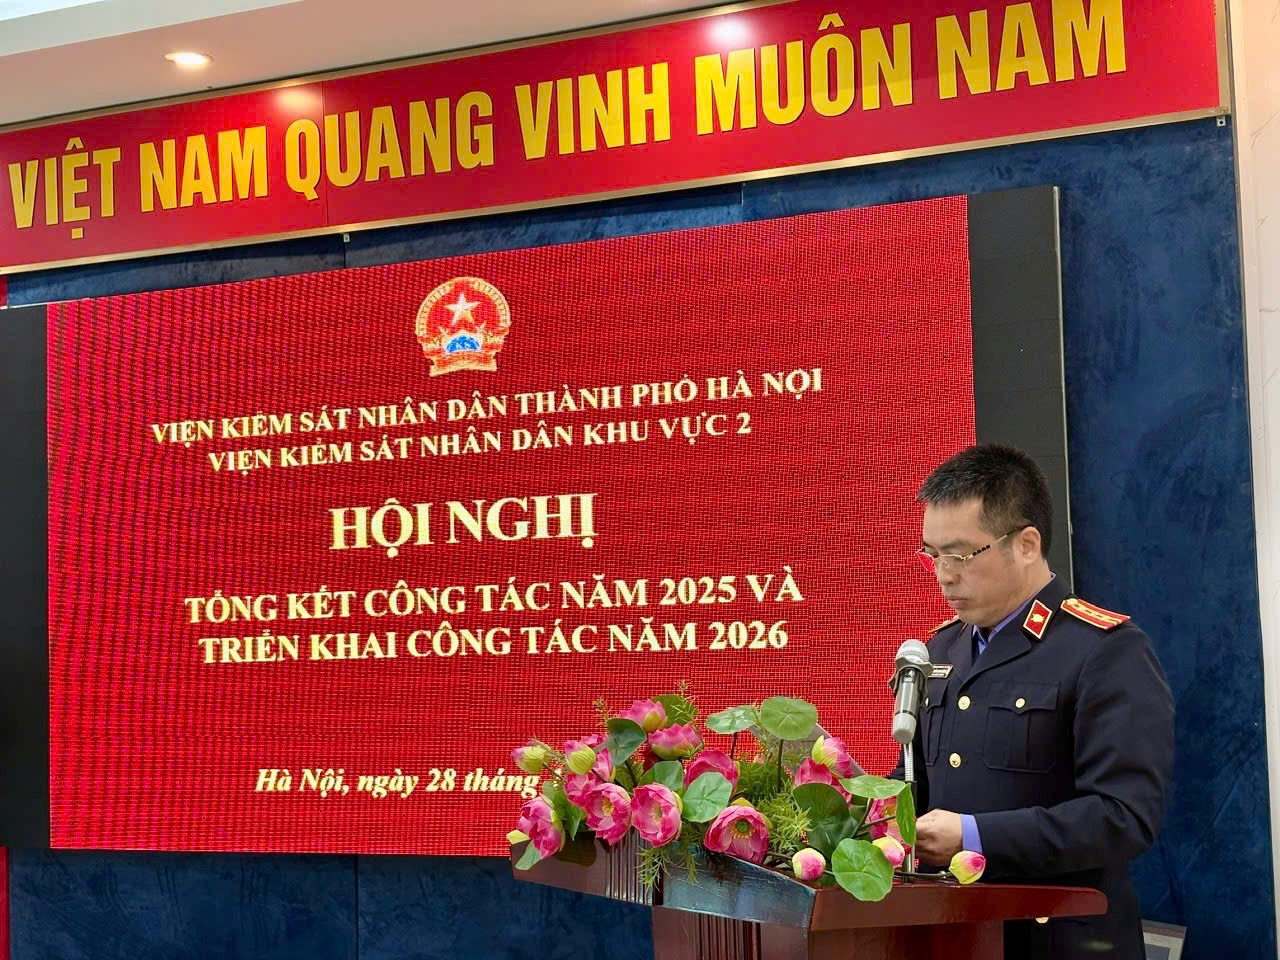 VIỆT NAM QUANG VINH MUÔN NĂM
VIỆN KIỂM SÁT NHÂN DÂN THÀNH PHỐ HÀ NỘI
VIỆN KIỂM SÁT NHÂN DÂN KHU VỰC 2
HỘI NGHỊ
TỔNG KẾT CÔNG TÁC NĂM 2025 VÀ
TRIỂN KHAI CÔNG TÁC NĂM 2026
Hà Nội, ngày 28 tháng